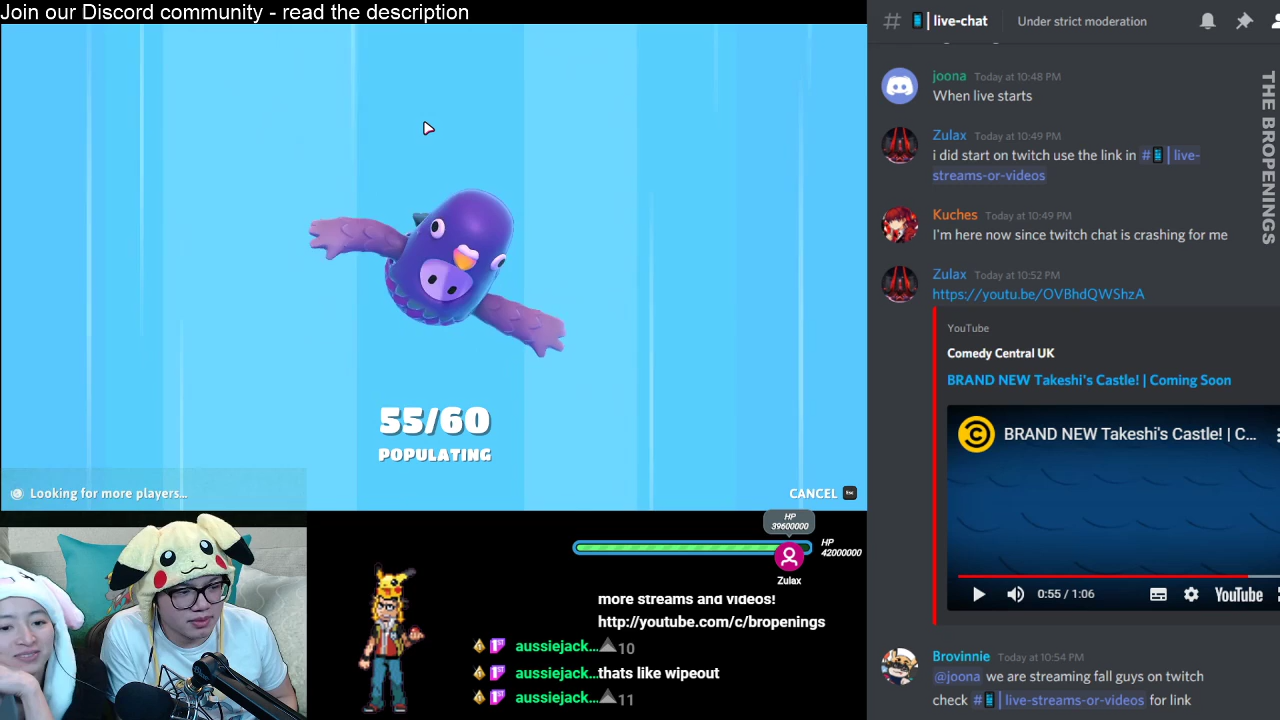 Join our Discord community - read the description
55/60
POPULATING
Looking for more players...
CANCEL
Esc
HP
39600000
HP
42000000
Zulax
more streams and videos!
http://youtube.com/c/bropenings
aussiejack... 10
aussiejack... thats like wipeout
aussiejack... 11
# | live-chat Under strict moderation
joona Today at 10:48 PM
When live starts
Zulax Today at 10:49 PM
i did start on twitch use the link in # | live-
streams-or-videos
Kuches Today at 10:49 PM
I'm here now since twitch chat is crashing for me
Zulax Today at 10:52 PM
https://youtu.be/OVBhdQWShzA
YouTube
Comedy Central UK
BRAND NEW Takeshi's Castle! | Coming Soon
BRAND NEW Takeshi's Castle! | C...
0:55 / 1:06
YouTube
Brovinnie Today at 10:54 PM
@joona we are streaming fall guys on twitch
check # | live-streams-or-videos for link
THE BROPENINGS